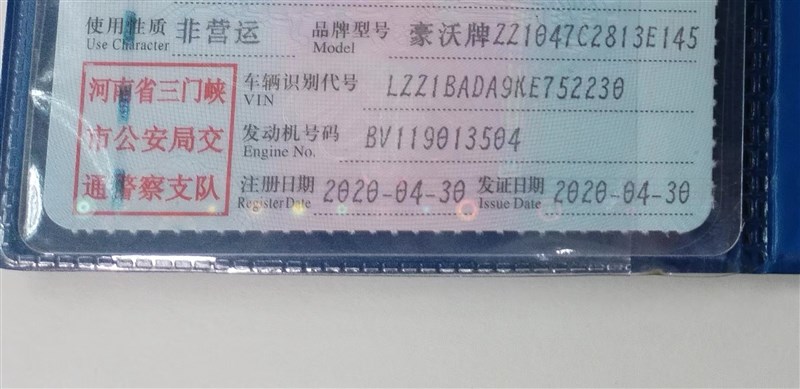 使用性质 非营运 品牌型号 豪沃牌ZZ1047C2813E145
Use Character Model
河南省三门峡 车辆识别代号 LZZ1BADA9KE752230
VIN
市公安局交 发动机号码 BV119013504
Engine No.
通警察支队 注册日期 2020-04-30 发证日期 2020-04-30
Register Date Issue Date